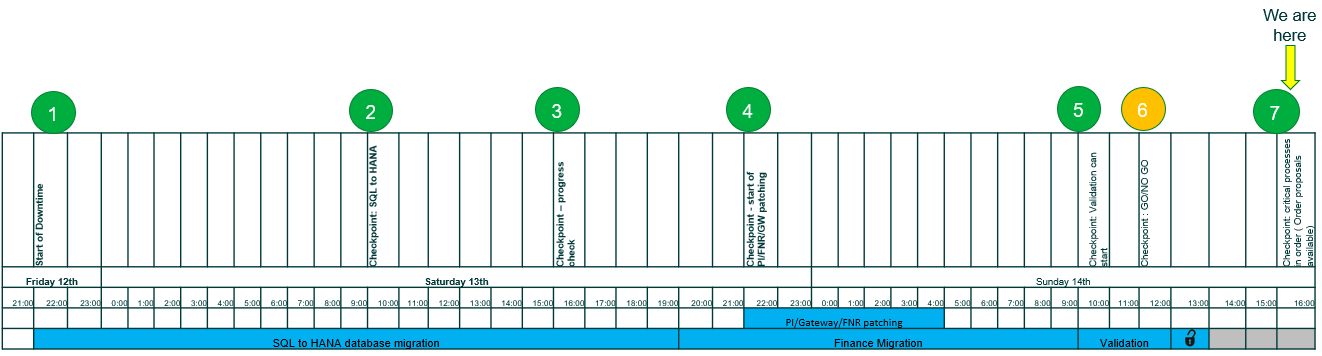 We are
here
1
2
3
4
5
6
7
Start of Downtime
Checkpoint: SQL to HANA
Checkpoint – progress
check
Checkpoint - start of
PI/FNR/GW patching
Checkpoint: Validation can
start
Checkpoint : GO/NO GO
Checkpoint: critical processes
in order ( Order proposals
available)
Friday 12th
Saturday 13th
Sunday 14th
21:00 22:00 23:00 0:00 1:00 2:00 3:00 4:00 5:00 6:00 7:00 8:00 9:00 10:00 11:00 12:00 13:00 14:00 15:00 16:00 17:00 18:00 19:00 20:00 21:00 22:00 23:00 0:00 1:00 2:00 3:00 4:00 5:00 6:00 7:00 8:00 9:00 10:00 11:00 12:00 13:00 14:00 15:00 16:00
PI/Gateway/FNR patching
SQL to HANA database migration
Finance Migration
Validation